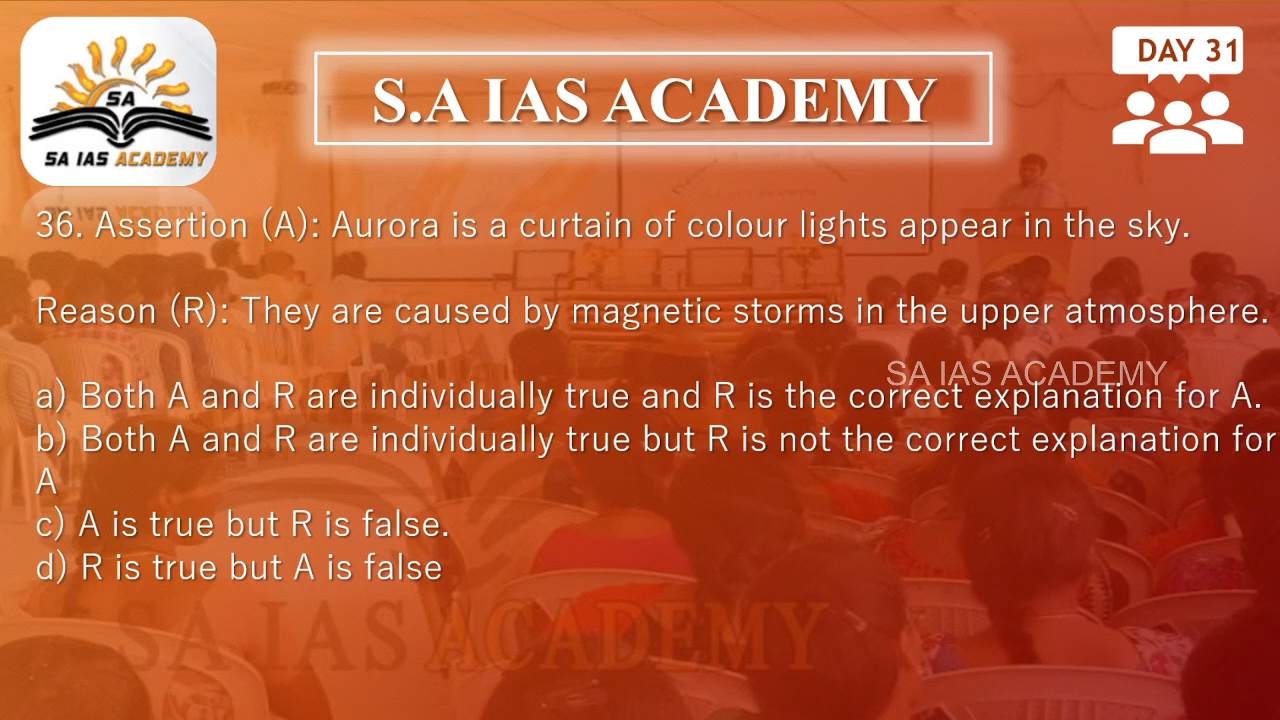 SA
SA IAS ACADEMY
S.A IAS ACADEMY
DAY 31
36. Assertion (A): Aurora is a curtain of colour lights appear in the sky.
Reason (R): They are caused by magnetic storms in the upper atmosphere.
SA IAS ACADEMY
a) Both A and R are individually true and R is the correct explanation for A.
b) Both A and R are individually true but R is not the correct explanation for
A
c) A is true but R is false.
d) R is true but A is false
SA IAS ACADEMY